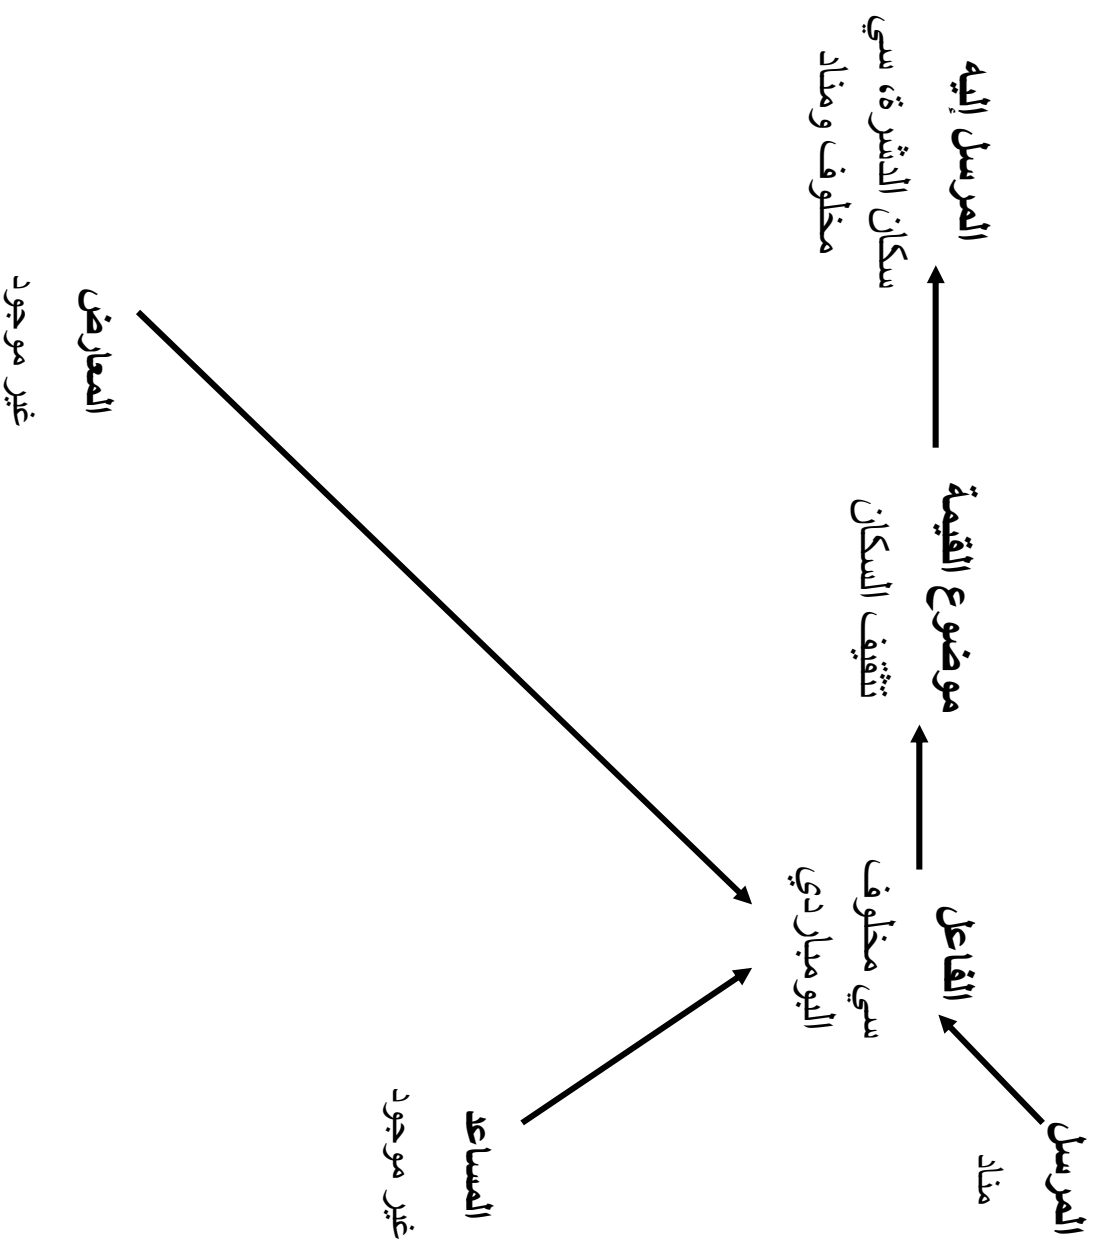 المرسل
مناد
الفاعل
سي مخلوف
البومباردي
موضوع القيمة
تثقيف السكان
المرسل إليه
سكان الدشرة، سي
مخلوف ومناد
المساعد
غير موجود
المعارض
غير موجود